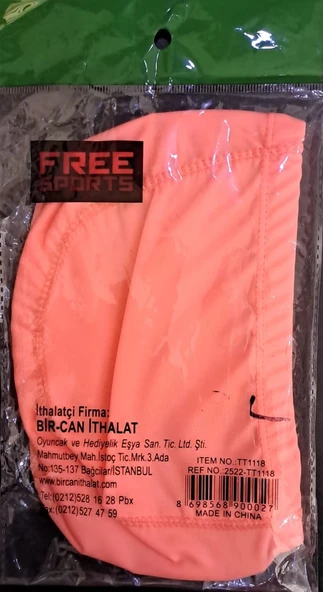 FREE
SPORTS
İthalatçi Firma:
BİR-CAN İTHALAT
Oyuncak ve Hediyelik Eşya San. Tic. Ltd. Şti.
Mahmutbey Mah.İstoç Tic.Mrk.3.Ada
No:135-137 Bağcılar/İSTANBUL
www.bircanithalat.com
Tel:(0212)528 16 28 Pbx
Fax:(0212)527 47 59
ITEM NO.:TT1118
REF NO.:2522-TT1118
8 698568 900027
MADE IN CHINA